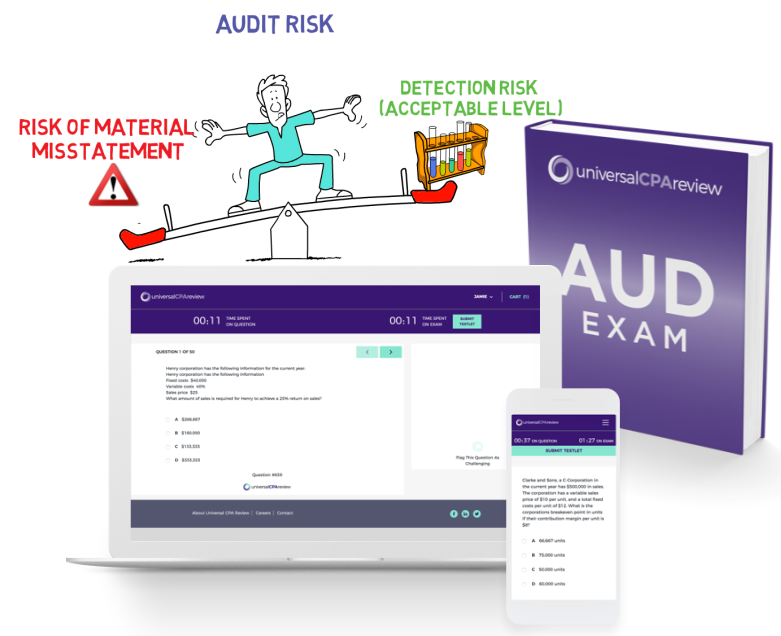 AUDIT RISK
DETECTION RISK
(ACCEPTABLE LEVEL)
RISK OF MATERIAL
MISSTATEMENT
universalCPAreview
AUD
EXAM
universalCPAreview
JAMIE
CART (1)
00:11 TIME SPENT
ON QUESTION
00:11 TIME SPENT
ON EXAM
SUBMIT
TESTLET
QUESTION 1 OF 50
Henry corporation has the following information for the current year:
Henry corporation has the following information
Fixed costs $40,000
Variable costs 40%
Sales price $25
What amount of sales is required for Henry to achieve a 25% return on sales?
A
B $160,000
C $133,333
D $333,333
Flag This Question As
Challenging
universalCPAreview
About Universal CPA Review | Careers | Contact
universalCPAreview
00:37 ON QUESTION
01:27 ON EXAM
SUBMIT TESTLET
Clarke and Sons, a C-Corporation in
the current year has $500,000 in sales.
The corporation has a variable sales
price of $10 per unit, and a total fixed
costs per unit of $12. What is the
corporations breakeven point in units
if their contribution margin per unit is
A 66,667 units
B 75,000 units
C 50,000 units
D 60,000 units